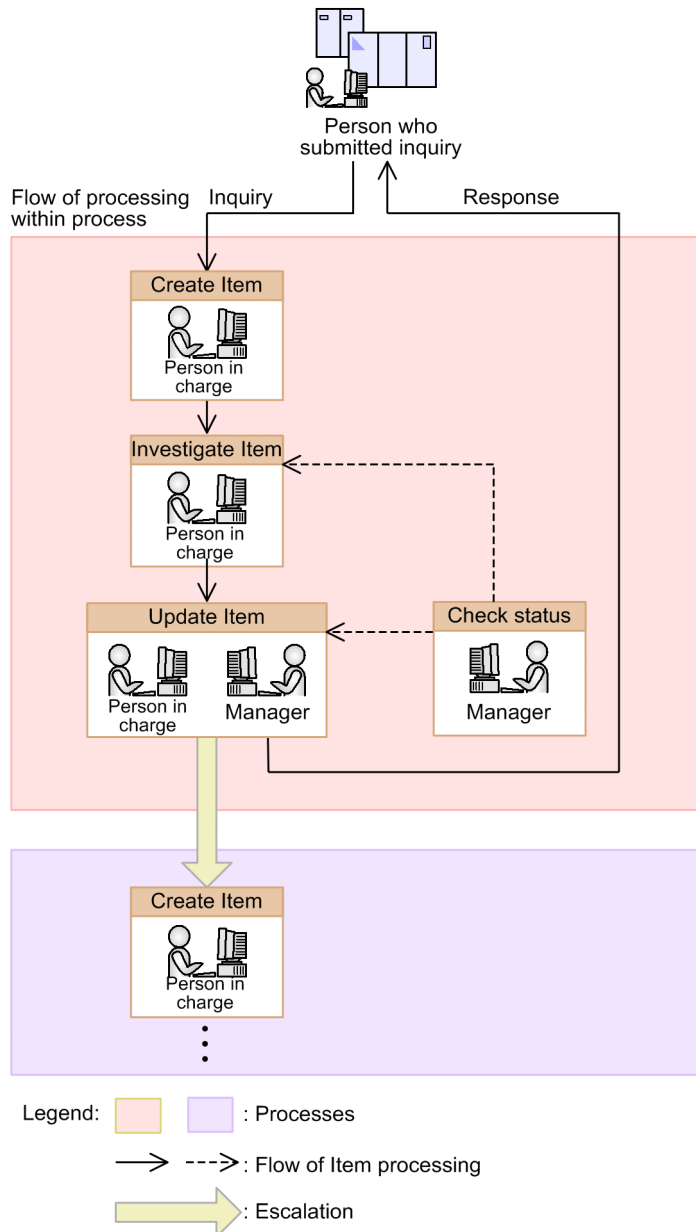 Person who
submitted inquiry
Flow of processing
within process
Inquiry
Response
Create Item
Person in
charge
Investigate Item
Person in
charge
Update Item
Person in
charge
Manager
Check status
Manager
Create Item
Person in
charge
Legend:
: Processes
: Flow of Item processing
: Escalation